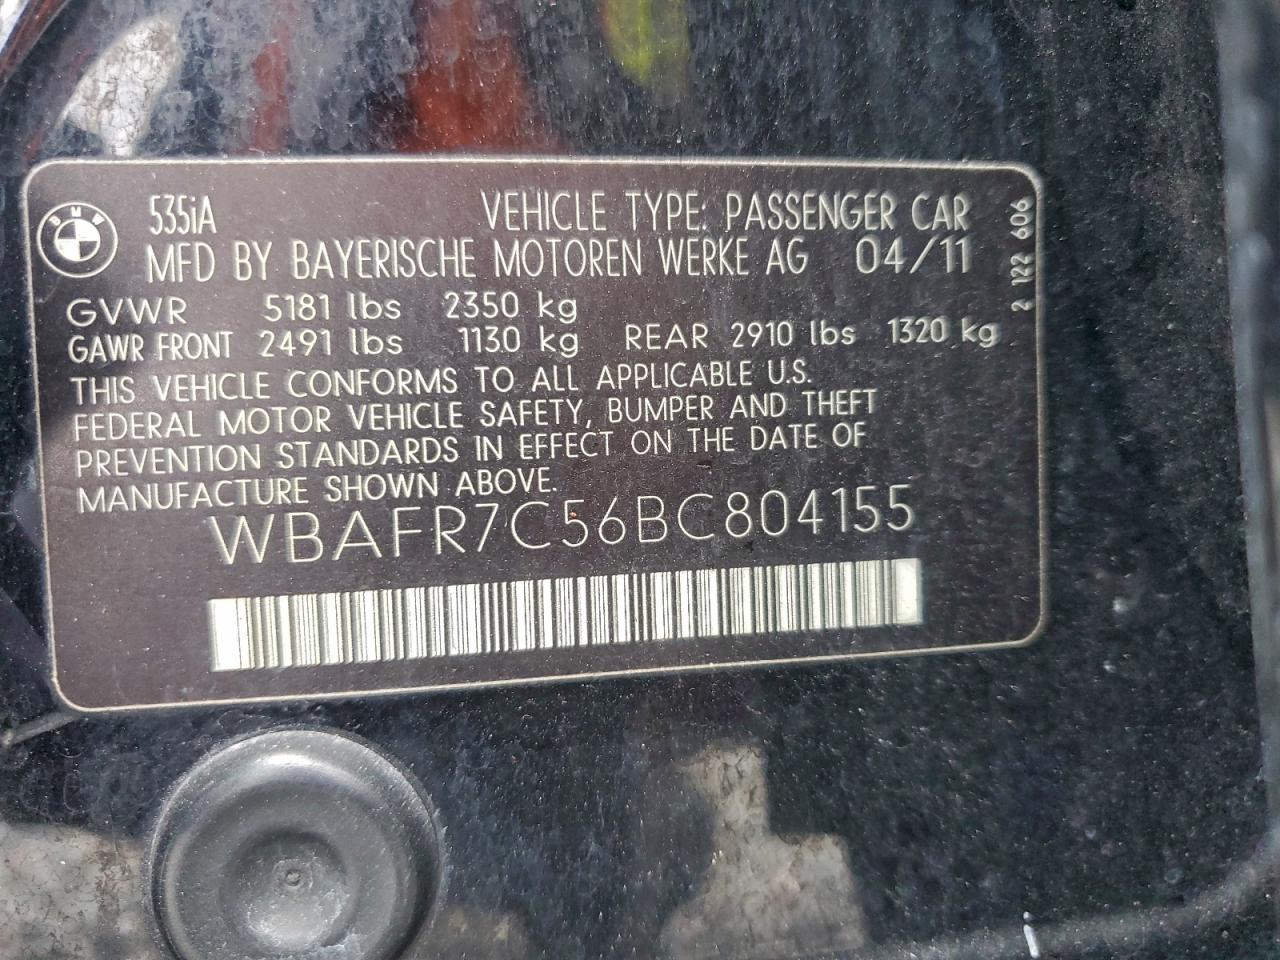 BMW
535iA VEHICLE TYPE: PASSENGER CAR
MFD BY BAYERISCHE MOTOREN WERKE AG 04/11
GVWR 5181 lbs 2350 kg
GAWR FRONT 2491 lbs 1130 kg REAR 2910 lbs 1320 kg
THIS VEHICLE CONFORMS TO ALL APPLICABLE U.S.
FEDERAL MOTOR VEHICLE SAFETY, BUMPER AND THEFT
PREVENTION STANDARDS IN EFFECT ON THE DATE OF
MANUFACTURE SHOWN ABOVE.
WBAFR7C56BC804155
2 122 606